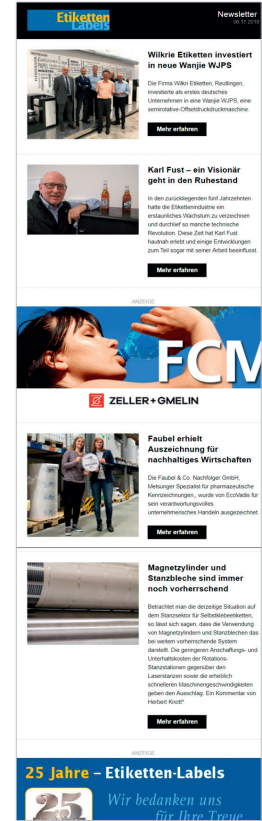 Etiketten
Labels
Newsletter
06.11.2018
Wilkrie Etiketten investiert
in neue Wanjie WJPS
Die Firma Wilkri Etiketten, Reutlingen,
investierte als erstes deutsches
Unternehmen in eine Wanjie WJPS, eine
semirotative-Offsetdruckdruckmaschine.
Mehr erfahren
Karl Fust – ein Visionär
geht in den Ruhestand
In den zurückliegenden fünf Jahrzehnten
hatte die Etikettenindustrie ein
erstaunliches Wachstum zu verzeichnen
und durchlief so manche technische
Revolution. Diese Zeit hat Karl Fust
hautnah erlebt und einige Entwicklungen
zum Teil sogar mit seiner Arbeit beeinflusst.
Mehr erfahren
ANZEIGE
FCM
ZELLER+GMELIN
Faubel erhielt
Auszeichnung für
nachhaltiges Wirtschaften
Die Faubel & Co. Nachfolger GmbH,
Melsunger Spezialist für pharmazeutische
Kennzeichnungen,, wurde von EcoVadis für
sein verantwortungsvolles
unternehmerisches Handeln ausgezeichnet.
Mehr erfahren
Magnetzylinder und
Stanzbleche sind immer
noch vorherrschend
Betrachtet man die derzeitige Situation auf
dem Stanzsektor für Selbstklebeetiketten,
so lässt sich sagen, dass die Verwendung
von Magnetzylindern und Stanzblechen das
bei weitem vorherrschende System
darstellt. Die geringeren Anschaffungs- und
Unterhaltskosten der Rotations-
Stanzstationen gegenüber den
Laserstanzen sowie die erheblich
schnelleren Maschinengeschwindigkeiten
geben den Ausschlag. Ein Kommentar von
Herbert Knott*
Mehr erfahren
ANZEIGE
25 Jahre – Etiketten-Labels
25
Wir bedanken uns
für Ihre Treue